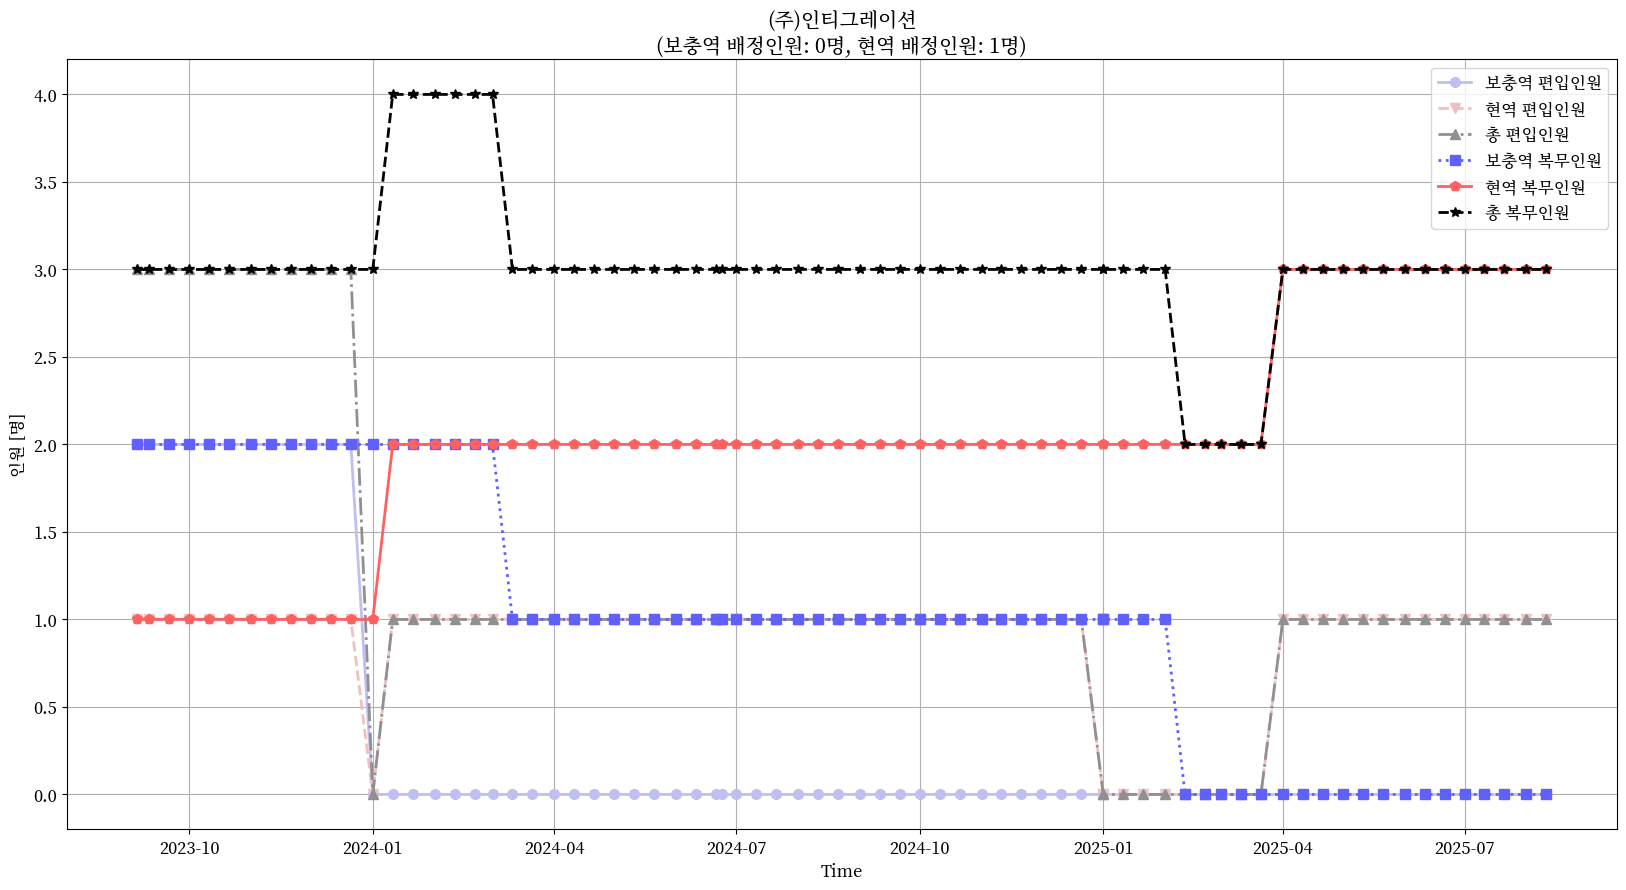 (주)인티그레이션
(보충역 배정인원: 0명, 현역 배정인원: 1명)
보충역 편입인원
현역 편입인원
총 편입인원
보충역 복무인원
현역 복무인원
총 복무인원
인원 [명]
4.0
3.5
3.0
2.5
2.0
1.5
1.0
0.5
0.0
2023-10
2024-01
2024-04
2024-07
2024-10
2025-01
2025-04
2025-07
Time